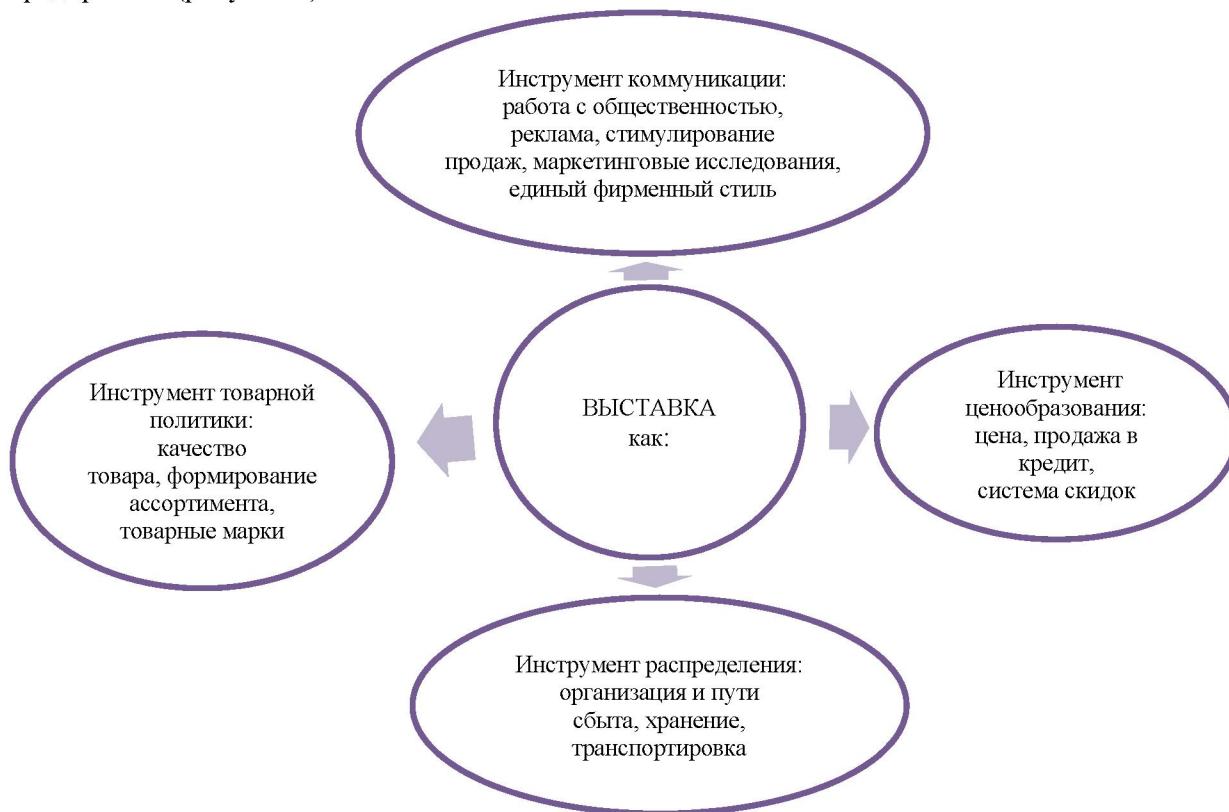 Инструмент коммуникации:
работа с общественностью,
реклама, стимулирование
продаж, маркетинговые исследования,
единый фирменный стиль
Инструмент товарной
политики:
качество
товара, формирование
ассортимента,
товарные марки
ВЫСТАВКА
как:
Инструмент
ценообразования:
цена, продажа в
кредит,
система скидок
Инструмент распределения:
организация и пути
сбыта, хранение,
транспортировка